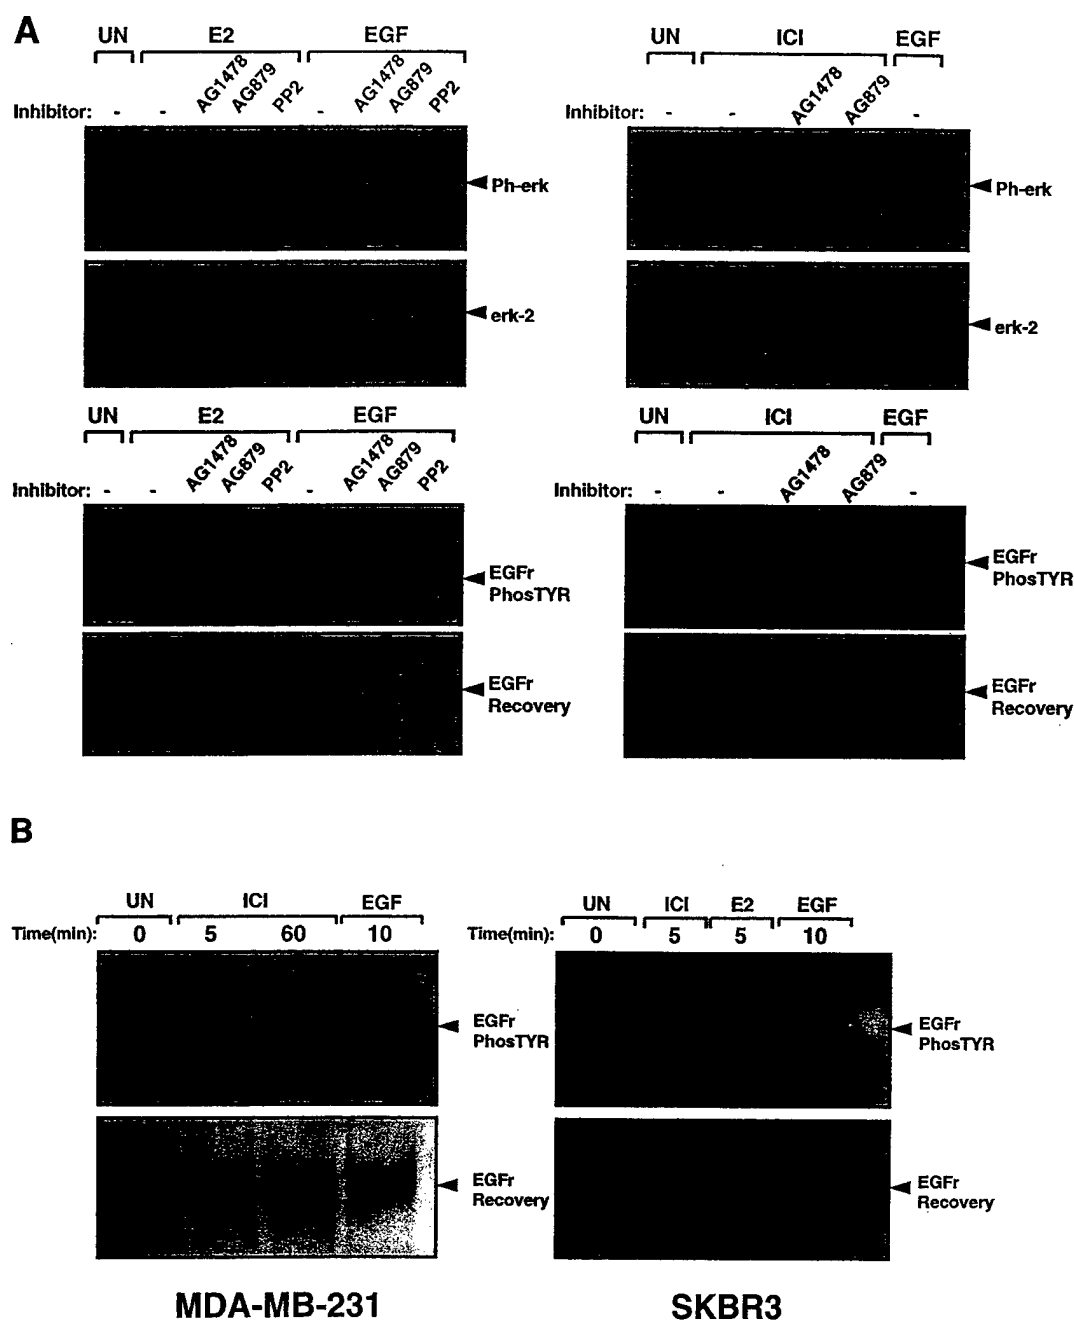 A
UN E2 EGF
AG1478 AG879 PP2 AG1478 AG879 PP2
Inhibitor: - - -
Ph-erk
erk-2
UN ICI EGF
AG1478 AG879
Inhibitor: - - -
Ph-erk
erk-2
UN E2 EGF
AG1478 AG879 PP2 AG1478 AG879 PP2
Inhibitor: - - -
EGFr
PhosTYR
EGFr
Recovery
UN ICI EGF
AG1478 AG879
Inhibitor: - - -
EGFr
PhosTYR
EGFr
Recovery
B
UN ICI EGF
Time(min): 0 5 60 10
EGFr
PhosTYR
EGFr
Recovery
MDA-MB-231
UN ICI E2 EGF
Time(min): 0 5 5 10
EGFr
PhosTYR
EGFr
Recovery
SKBR3